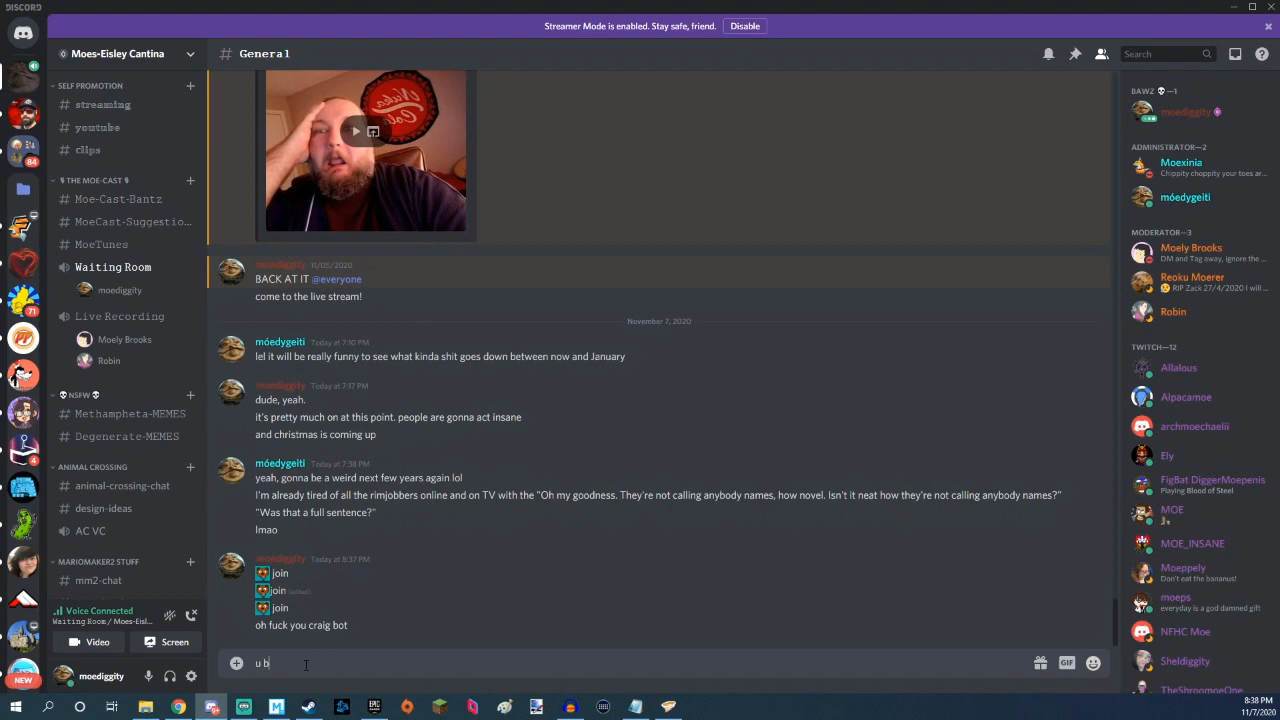 DISCORD
Streamer Mode is enabled. Stay safe, friend. Disable
Moes-Eisley Cantina
# General
Search
SELF PROMOTION
streaming
youtube
clips
84
THE MOE-CAST
Moe-Cast-Bantz
MoeCast-Suggestio...
MoeTunes
Waiting Room
moediggity
Live Recording
Moely Brooks
Robin
71
NSFW
Methampheta-MEMES
Degenerate-MEMES
4
ANIMAL CROSSING
animal-crossing-chat
design-ideas
AC VC
MARIOMAKER2 STUFF
mm2-chat
Voice Connected
Waiting Room / Moes-Eisl...
Video
Screen
NEW
moediggity
Nuka
Cola
moediggity 11/05/2020
BACK AT IT @everyone
come to the live stream!
November 7, 2020
móedygeiti Today at 7:10 PM
lel it will be really funny to see what kinda shit goes down between now and January
moediggity Today at 7:17 PM
dude, yeah.
it's pretty much on at this point. people are gonna act insane
and christmas is coming up
móedygeiti Today at 7:38 PM
yeah, gonna be a weird next few years again lol
I'm already tired of all the rimjobbers online and on TV with the "Oh my goodness. They're not calling anybody names, how novel. Isn't it neat how they're not calling anybody names?"
"Was that a full sentence?"
lmao
moediggity Today at 8:37 PM
join
join (edited)
join
oh fuck you craig bot
u b
GIF
BAWZ —1
moediggity
ADMINISTRATOR—2
Moexinia
Chippity choppity your toes ar...
móedygeiti
MODERATOR—3
Moely Brooks
DM and Tag away, ignore the ...
Reoku Moerer
RIP Zack 27/4/2020 I will ...
Robin
TWITCH—12
Allalous
Alpacamoe
archmoechaelii
Ely
FigBat DiggerMoepenis
Playing Blood of Steel
MOE
MOE_INSANE
Moeppely
Don't eat the bananus!
moeps
everyday is a god damned gift
NFHC Moe
Sheldiggity
TheShroomoeOne
8:38 PM
11/7/2020